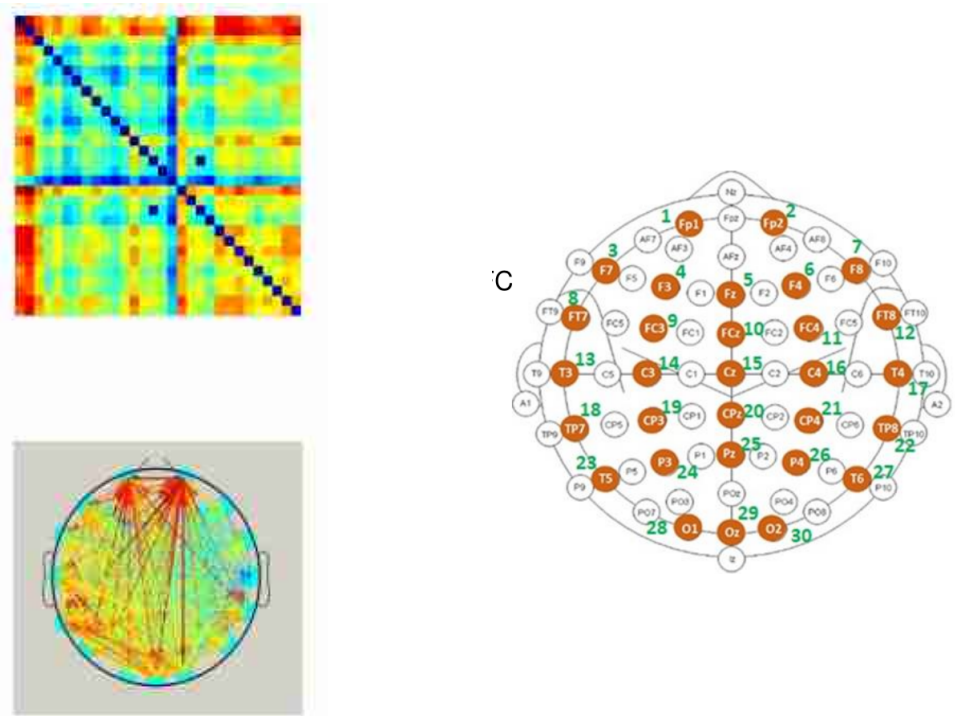 Nz
1 Fp1 Fpz Fp2 2
AF7 AF3 AFz AF4 AF8
F9 3 F7 F5 4 F3 F1 5 Fz F2 6 F4 F6 7 F8 F10
C
FT9 8 FT7 FC5 FC3 9 FC1 FCz 10 FC2 FC4 11 FC5 FT8 12 FT10
T9 T3 13 C5 C3 14 C1 Cz 15 C2 C4 16 C6 T4 17 T10
A1 A2
TP9 18 TP7 CP5 19 CP3 CP1 CPz 20 CP2 CP4 21 CP6 TP8 22 TP10
P9 23 T5 P5 P3 24 P1 Pz 25 P2 P4 26 P6 T6 27 P10
PO7 PO3 POz PO4 PO8
28 O1 Oz 29 O2 30
Iz